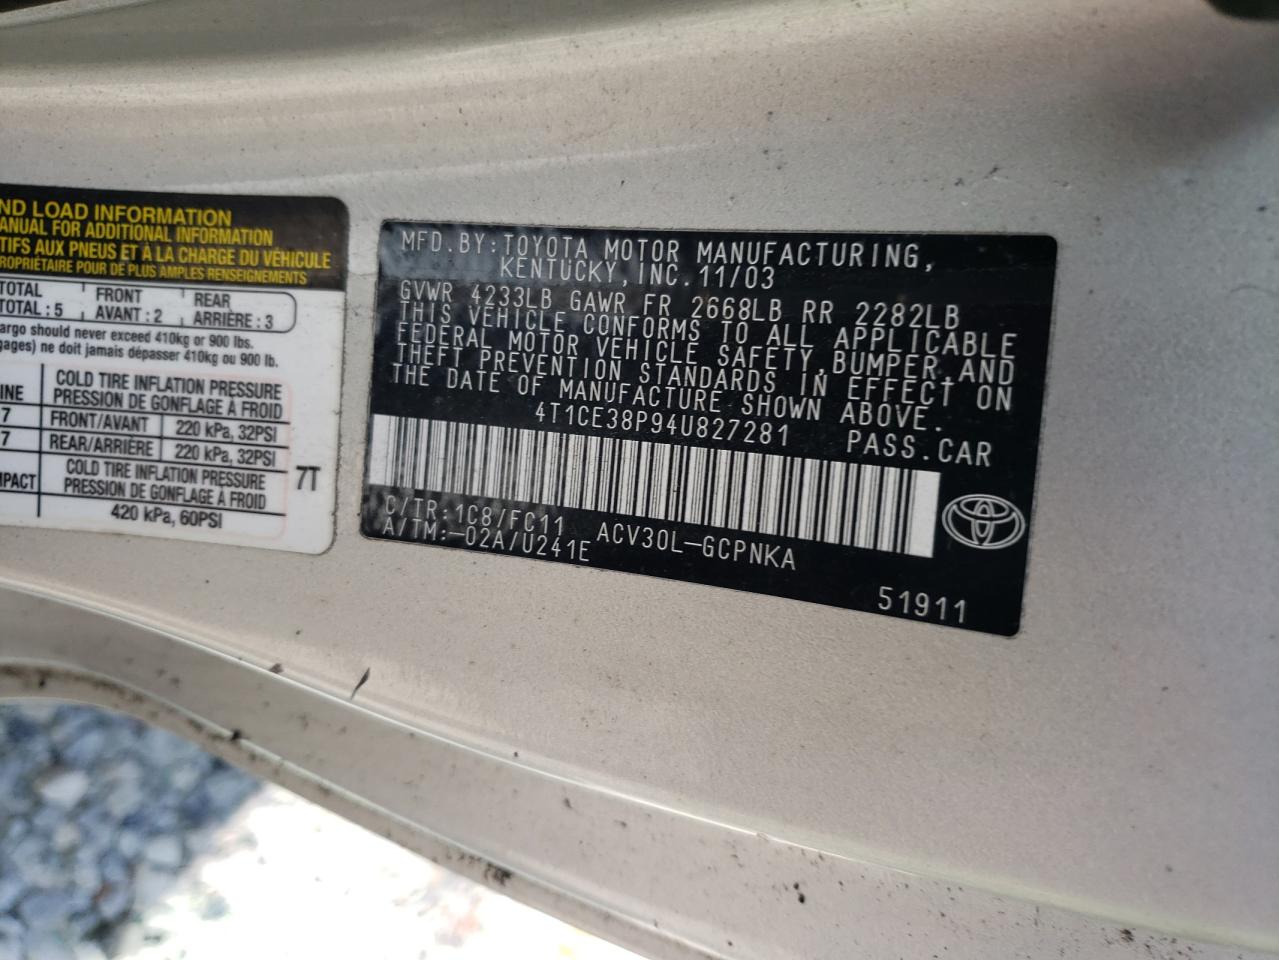 ND LOAD INFORMATION
ANUAL FOR ADDITIONAL INFORMATION
TIFS AUX PNEUS ET À LA CHARGE DU VÉHICULE
PROPRIÉTAIRE POUR DE PLUS AMPLES RENSEIGNEMENTS
TOTAL FRONT REAR
TOTAL : 5 AVANT : 2 ARRIÈRE : 3
argo should never exceed 410kg or 900 lbs.
gages) ne doit jamais dépasser 410kg ou 900 lb.
COLD TIRE INFLATION PRESSURE
INE PRESSION DE GONFLAGE À FROID
7 FRONT/AVANT 220 kPa, 32PSI
7 REAR/ARRIÈRE 220 kPa, 32PSI
COLD TIRE INFLATION PRESSURE
MPACT PRESSION DE GONFLAGE À FROID
420 kPa, 60PSI
7T
MFD.BY:TOYOTA MOTOR MANUFACTURING,
KENTUCKY,INC.11/03
GVWR 4233LB GAWR FR 2668LB RR 2282LB
THIS VEHICLE CONFORMS TO ALL APPLICABLE
FEDERAL MOTOR VEHICLE SAFETY,BUMPER,AND
THEFT PREVENTION STANDARDS IN EFFECT ON
THE DATE OF MANUFACTURE SHOWN ABOVE.
4T1CE38P94U827281 PASS.CAR
C/TR:1C8/FC11 ACV30L-GCPNKA
A/TM:-02A/U241E
51911